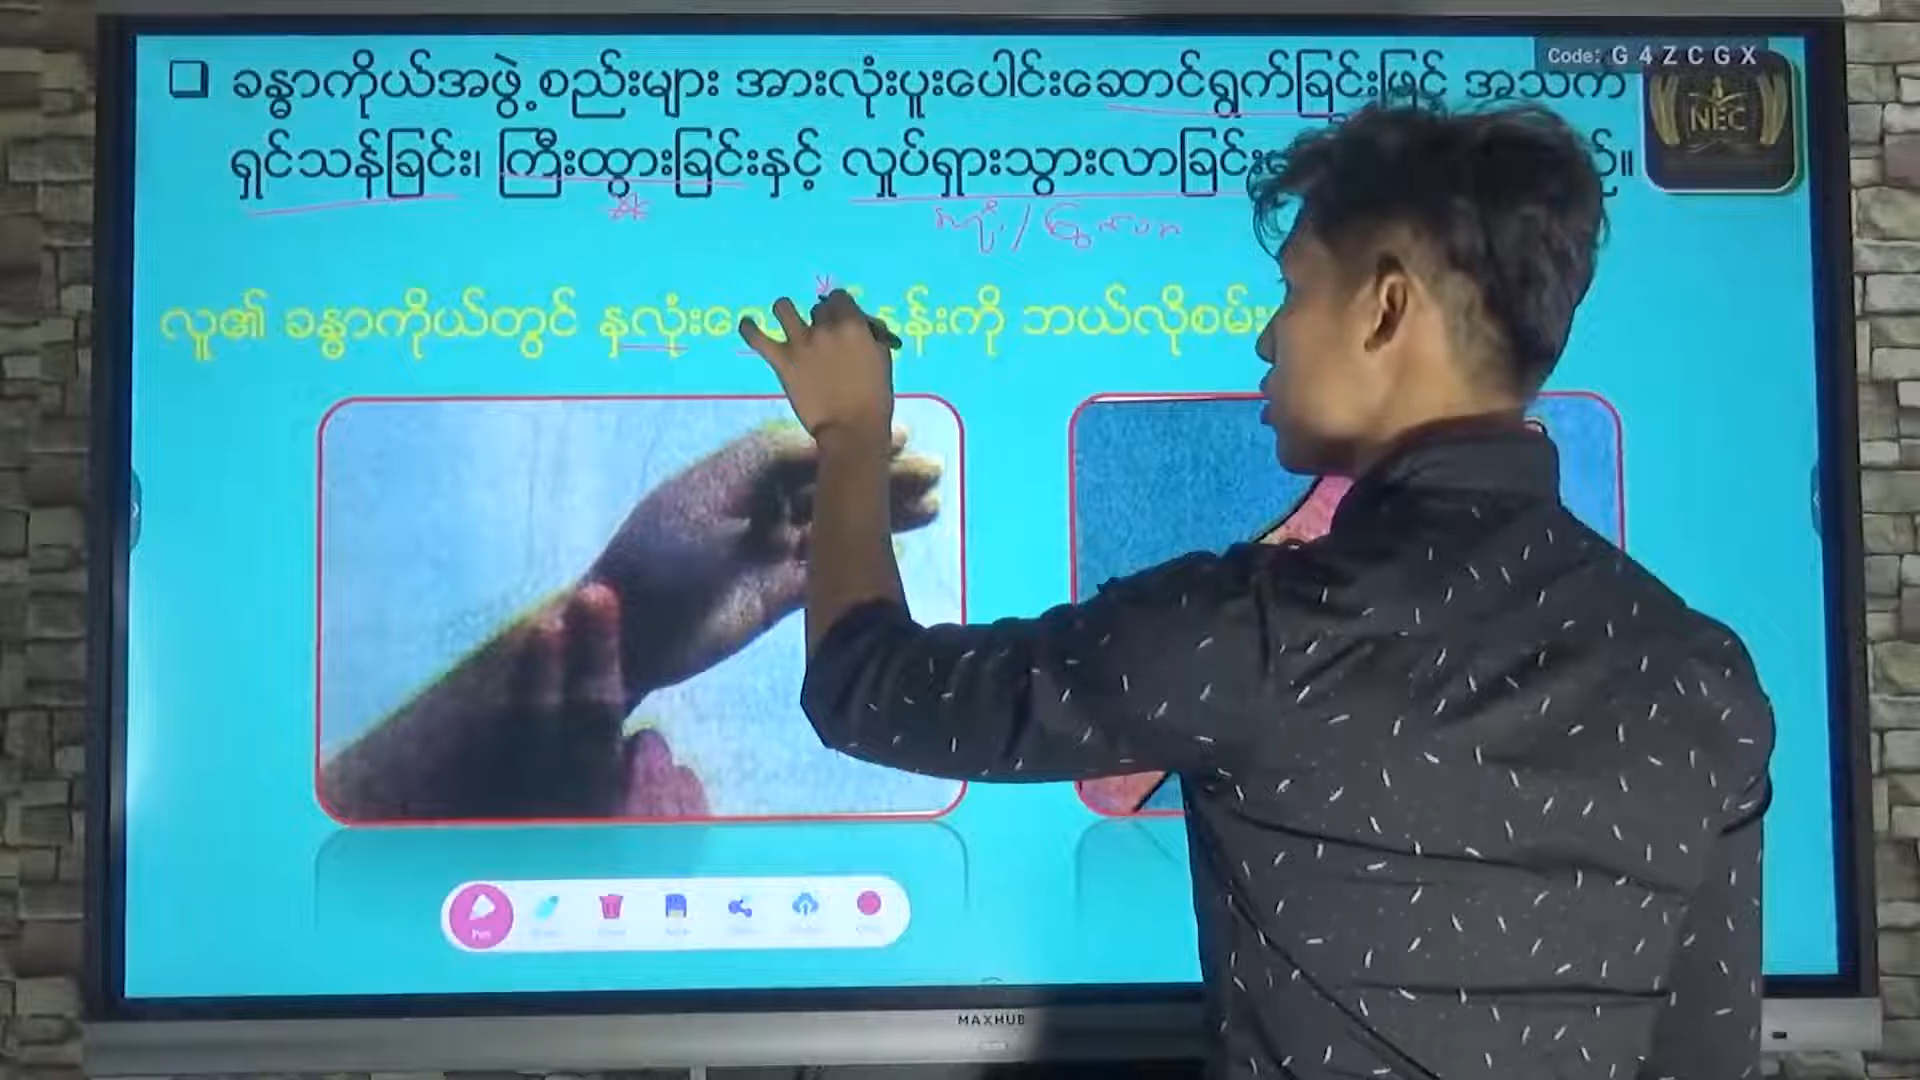 Code: G 4 Z C G X
❑ ခန္ဓာကိုယ်အဖွဲ့စည်းများ အားလုံးပူးပေါင်းဆောင်ရွက်ခြင်းဖြင့် အသက်
NEC
ရှင်သန်ခြင်း၊ ကြီးထွားခြင်းနှင့် လှုပ်ရှားသွားလာခြင်း
လူ၏ ခန္ဓာကိုယ်တွင် နှလုံး နှုန်းကို ဘယ်လိုစမ်း
Pen
MAXHUB